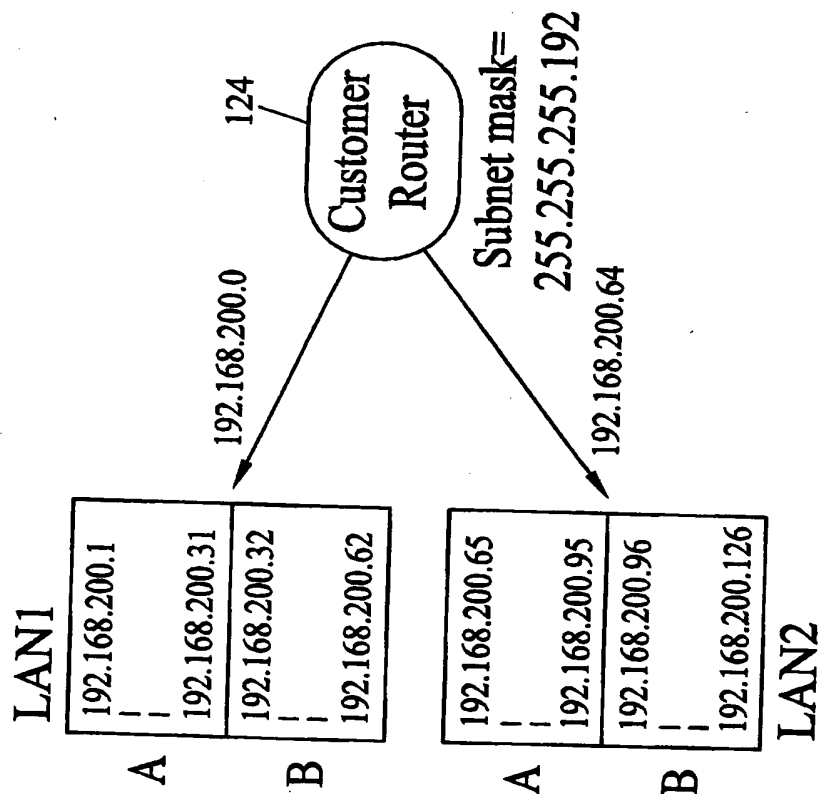 LAN1
A
192.168.200.1
192.168.200.31
B
192.168.200.32
192.168.200.62
192.168.200.0
124
Customer
Router
Subnet mask=
255.255.255.192
192.168.200.64
A
192.168.200.65
192.168.200.95
B
192.168.200.96
192.168.200.126
LAN2